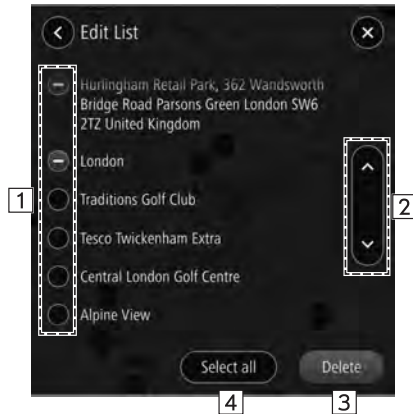 Edit List
Hurlingham Retail Park, 362 Wandsworth
Bridge Road Parsons Green London SW6
2TZ United Kingdom
London
1
2
Traditions Golf Club
Tesco Twickenham Extra
Central London Golf Centre
Alpine View
Select all
Delete
4
3